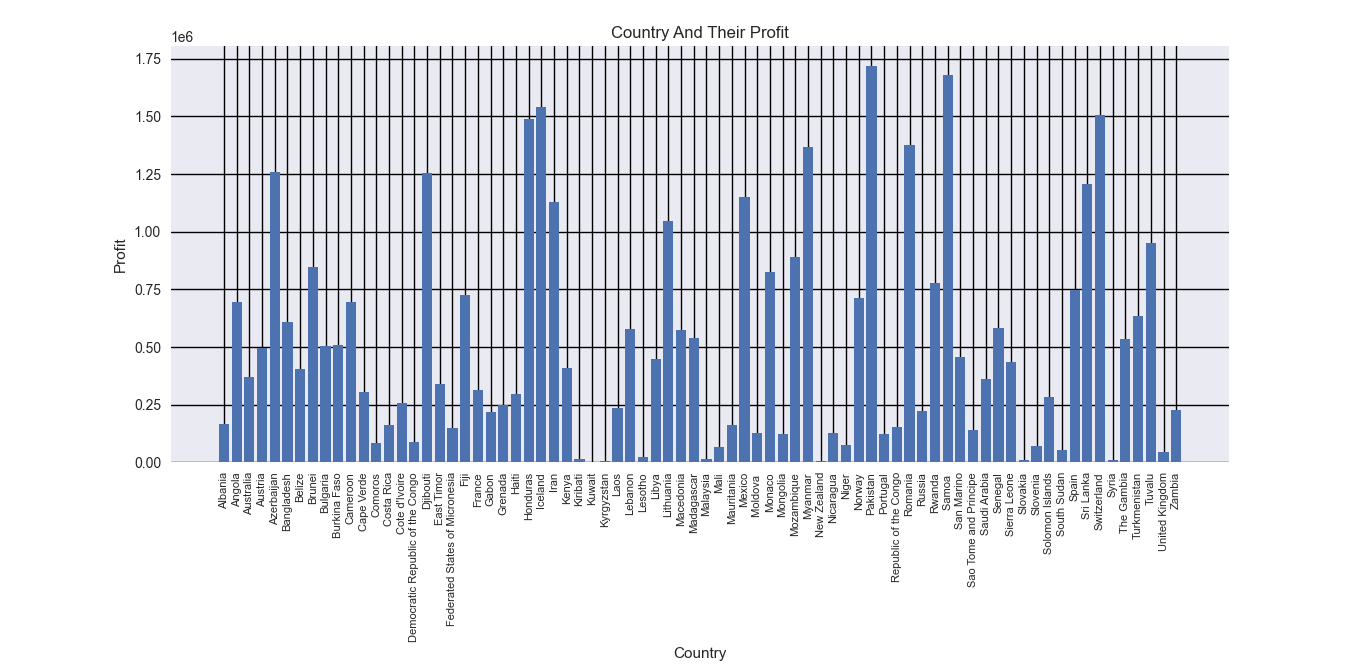 Country And Their Profit
1e6
1.75
1.50
1.25
1.00
0.75
0.50
0.25
0.00
Profit
Albania
Angola
Australia
Austria
Azerbaijan
Bangladesh
Belize
Brunei
Bulgaria
Burkina Faso
Cameroon
Cape Verde
Comoros
Costa Rica
Cote d'Ivoire
Democratic Republic of the Congo
Djibouti
East Timor
Federated States of Micronesia
Fiji
France
Gabon
Grenada
Haiti
Honduras
Iceland
Iran
Kenya
Kiribati
Kuwait
Kyrgyzstan
Laos
Lebanon
Lesotho
Libya
Lithuania
Macedonia
Madagascar
Malaysia
Mali
Mauritania
Mexico
Moldova
Monaco
Mongolia
Mozambique
Myanmar
New Zealand
Nicaragua
Niger
Norway
Pakistan
Portugal
Republic of the Congo
Romania
Russia
Rwanda
Samoa
San Marino
Sao Tome and Principe
Saudi Arabia
Senegal
Sierra Leone
Slovakia
Slovenia
Solomon Islands
South Sudan
Spain
Sri Lanka
Switzerland
Syria
The Gambia
Turkmenistan
Tuvalu
United Kingdom
Zambia
Country